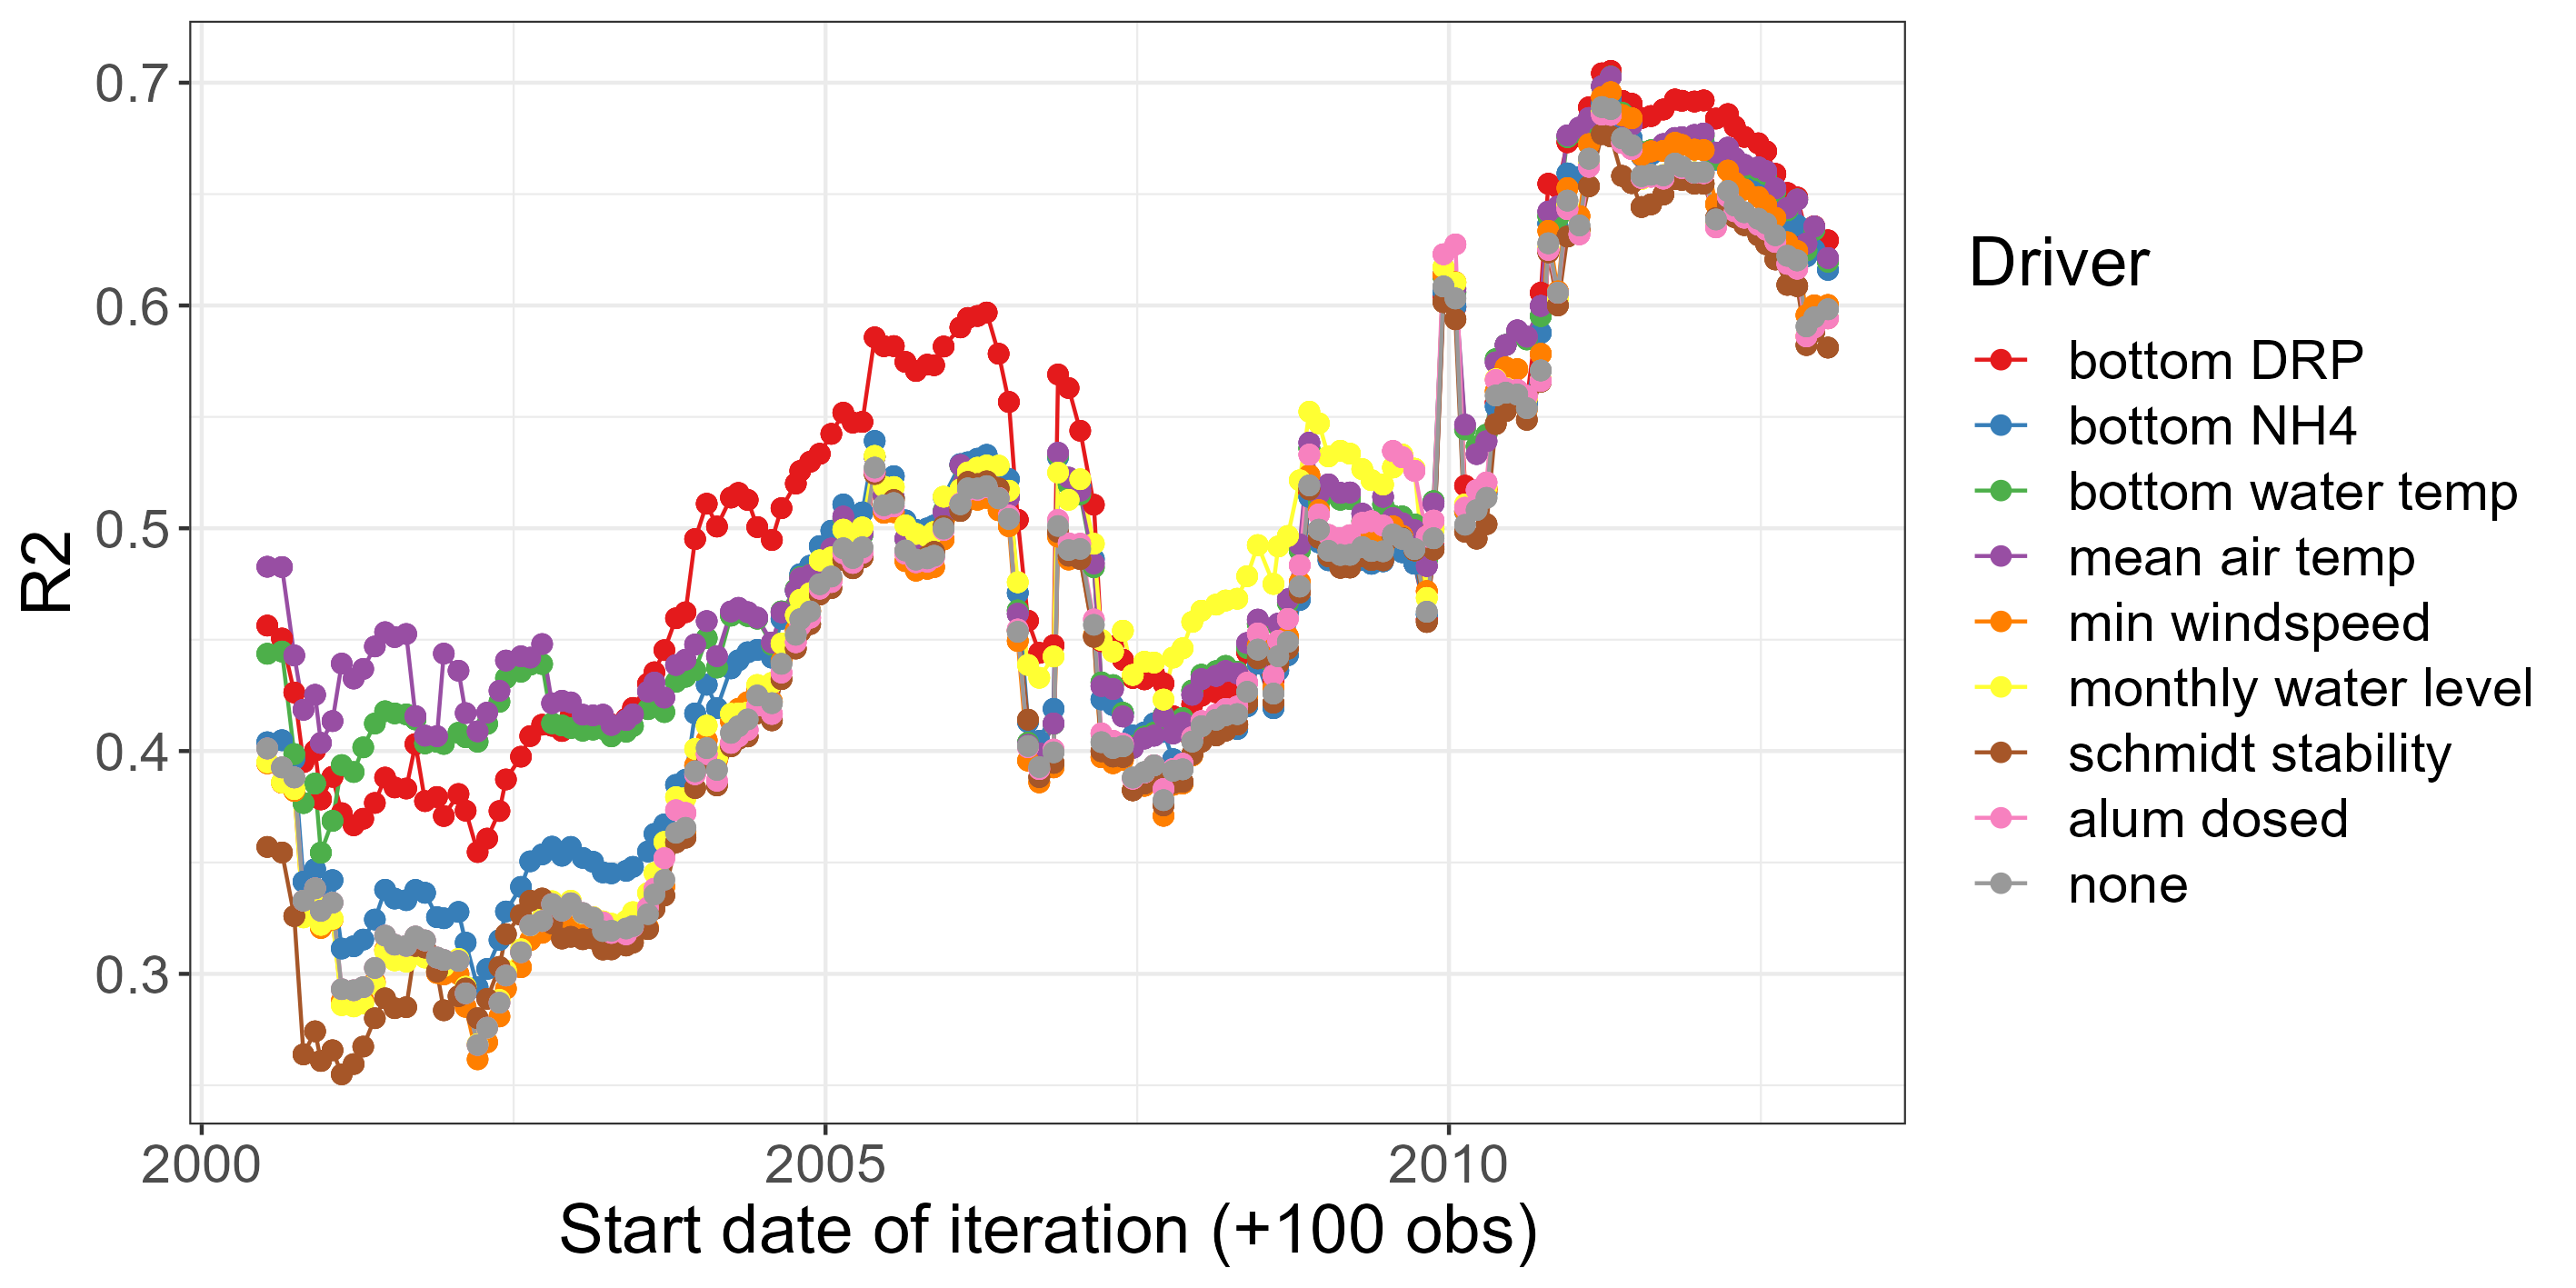 R2
0.7
0.6
0.5
0.4
0.3
2000 2005 2010
Start date of iteration (+100 obs)
Driver
bottom DRP
bottom NH4
bottom water temp
mean air temp
min windspeed
monthly water level
schmidt stability
alum dosed
none